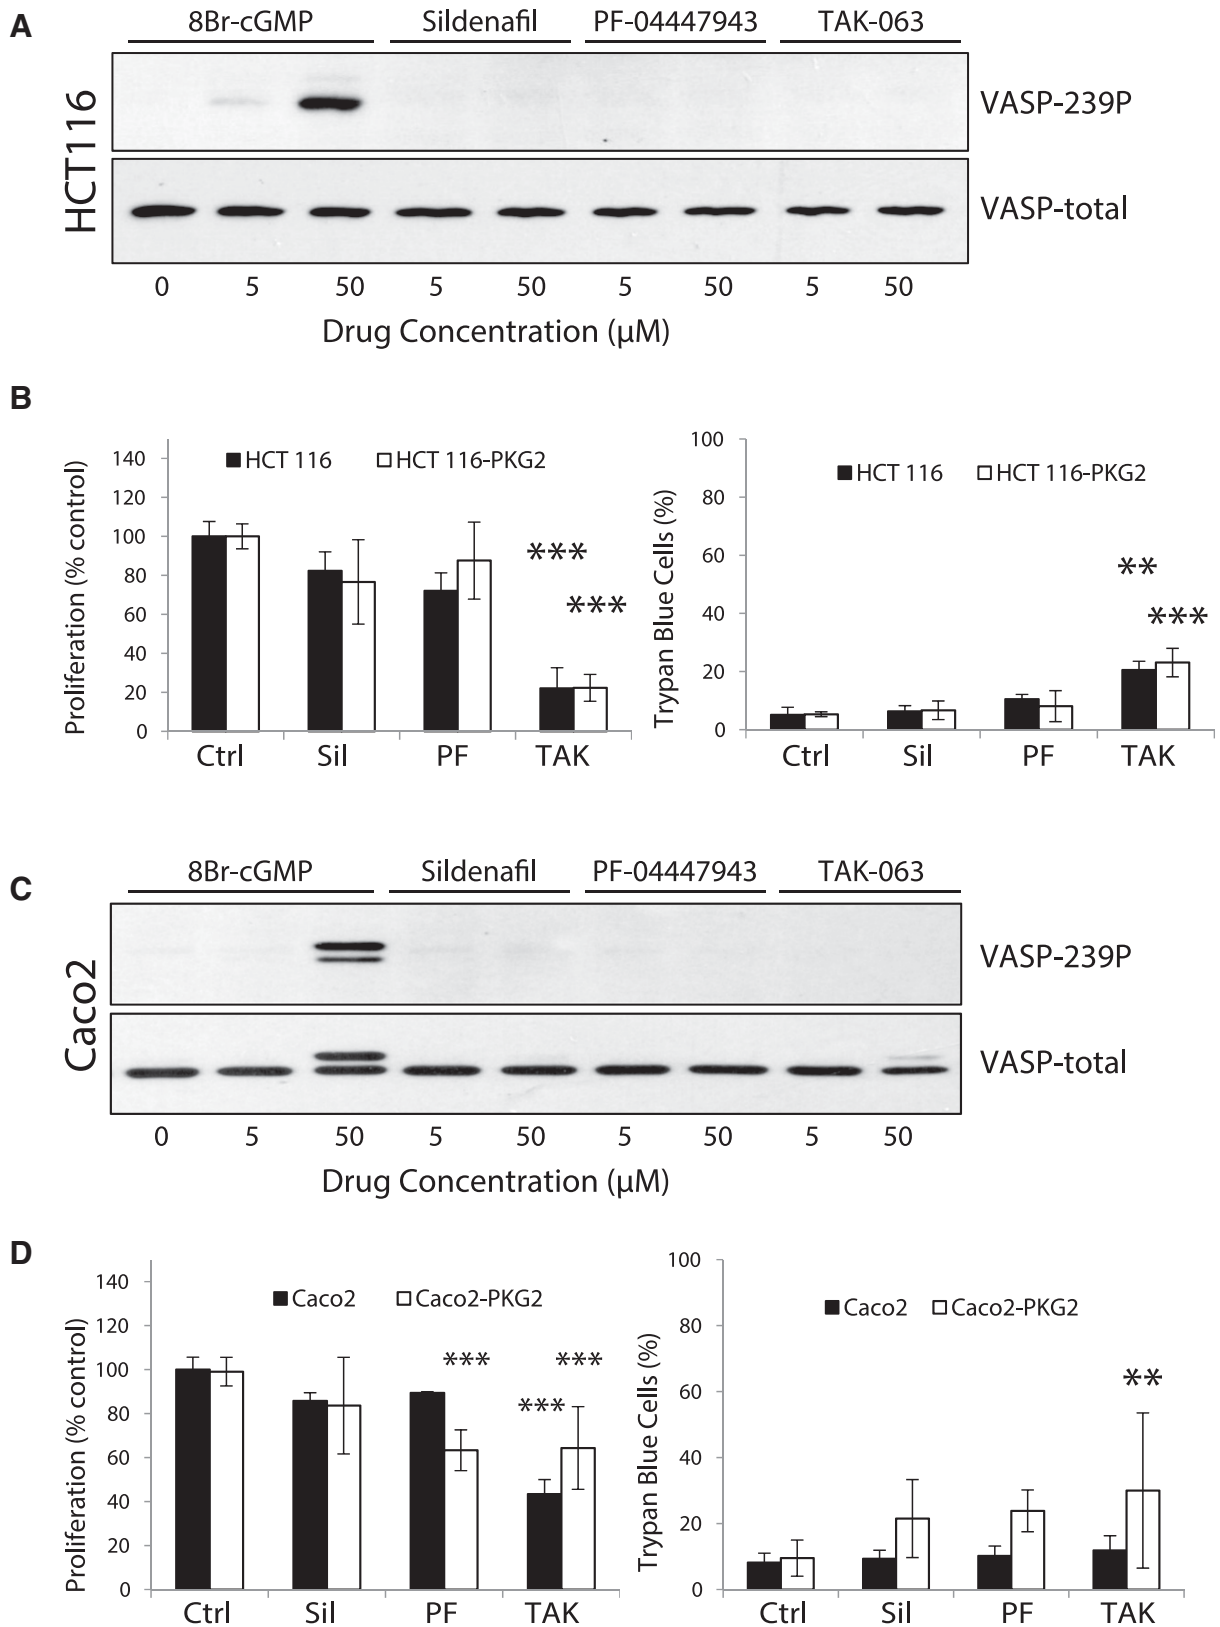 A
8Br-cGMP Sildenafil PF-04447943 TAK-063
HCT116
VASP-239P
VASP-total
0 5 50 5 50 5 50 5 50
Drug Concentration (µM)
B
Proliferation (% control)
140
120
100
80
60
40
20
0
HCT 116 HCT 116-PKG2
***
***
Ctrl Sil PF TAK
Trypan Blue Cells (%)
100
80
60
40
20
0
HCT 116 HCT 116-PKG2
**
***
Ctrl Sil PF TAK
C
8Br-cGMP Sildenafil PF-04447943 TAK-063
Caco2
VASP-239P
VASP-total
0 5 50 5 50 5 50 5 50
Drug Concentration (µM)
D
Proliferation (% control)
140
120
100
80
60
40
20
0
Caco2 Caco2-PKG2
*** ***
***
Ctrl Sil PF TAK
Trypan Blue Cells (%)
100
80
60
40
20
0
Caco2 Caco2-PKG2
**
Ctrl Sil PF TAK